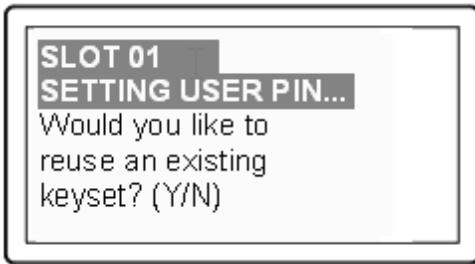 SLOT 01
SETTING USER PIN...
Would you like to
reuse an existing
keyset? (Y/N)